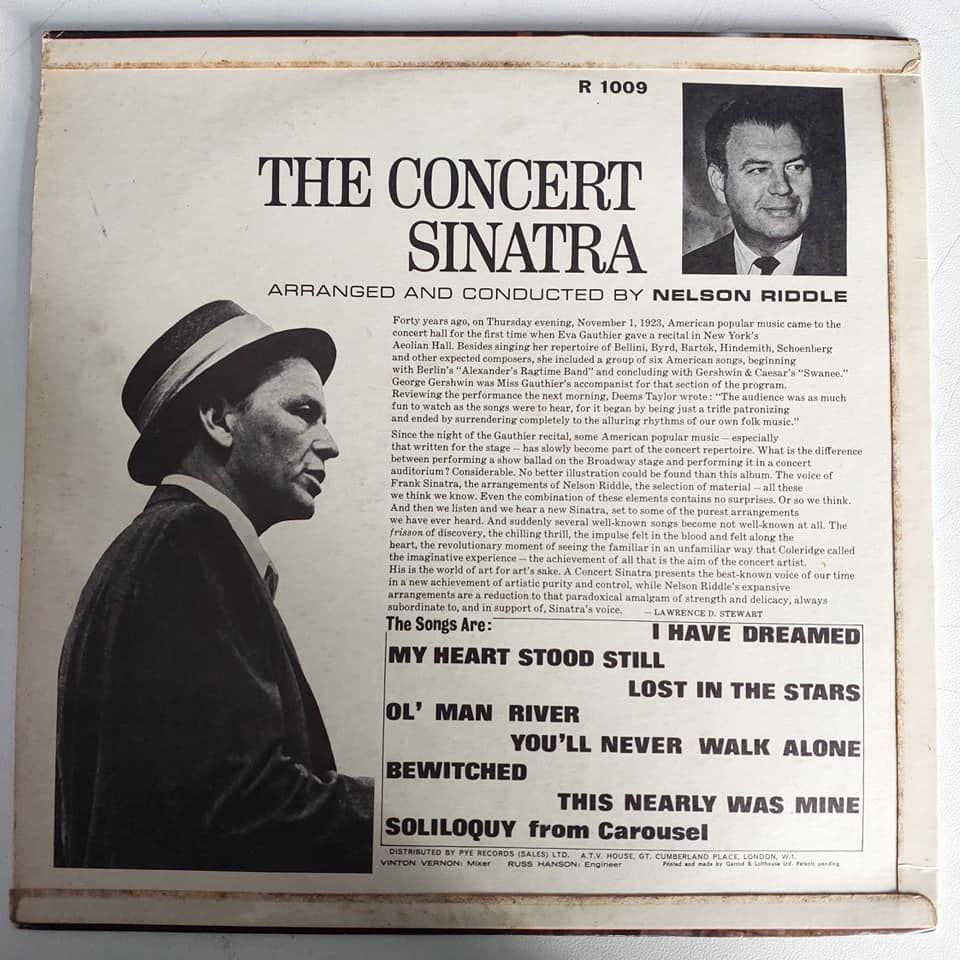 R 1009
THE CONCERT
SINATRA
ARRANGED AND CONDUCTED BY NELSON RIDDLE
Forty years ago, on Thursday evening, November 1, 1923, American popular music came to the
concert hall for the first time when Eva Gauthier gave a recital in New York's
Aeolian Hall. Besides singing her repertoire of Bellini, Byrd, Bartok, Hindemith, Schoenberg
and other expected composers, she included a group of six American songs, beginning
with Berlin's "Alexander's Ragtime Band" and concluding with Gershwin & Caesar's "Swanee."
George Gershwin was Miss Gauthier's accompanist for that section of the program.
Reviewing the performance the next morning, Deems Taylor wrote: "The audience was as much
fun to watch as the songs were to hear, for it began by being just a trifle patronizing
and ended by surrendering completely to the alluring rhythms of our own folk music."
Since the night of the Gauthier recital, some American popular music – especially
that written for the stage – has slowly become part of the concert repertoire. What is the difference
between performing a show ballad on the Broadway stage and performing it in a concert
auditorium? Considerable. No better illustration could be found than this album. The voice of
Frank Sinatra, the arrangements of Nelson Riddle, the selection of material – all these
we think we know. Even the combination of these elements contains no surprises. Or so we think.
And then we listen and we hear a new Sinatra, set to some of the purest arrangements
we have ever heard. And suddenly several well-known songs become not well-known at all. The
frisson of discovery, the chilling thrill, the impulse felt in the blood and felt along the
heart, the revolutionary moment of seeing the familiar in an unfamiliar way that Coleridge called
the imaginative experience – the achievement of all that is the aim of the concert artist.
His is the world of art for art's sake. A Concert Sinatra presents the best-known voice of our time
in a new achievement of artistic purity and control, while Nelson Riddle's expansive
arrangements are a reduction to that paradoxical amalgam of strength and delicacy, always
subordinate to, and in support of, Sinatra's voice. – LAWRENCE D. STEWART
The Songs Are:
I HAVE DREAMED
MY HEART STOOD STILL
LOST IN THE STARS
OL' MAN RIVER
YOU'LL NEVER WALK ALONE
BEWITCHED
THIS NEARLY WAS MINE
SOLILOQUY from Carousel
DISTRIBUTED BY PYE RECORDS (SALES) LTD. A.T.V. HOUSE, GT. CUMBERLAND PLACE, LONDON, W.1.
VINTON VERNON: Mixer RUSS HANSON: Engineer Printed and made by Garrod & Lofthouse Ltd. Patents pending